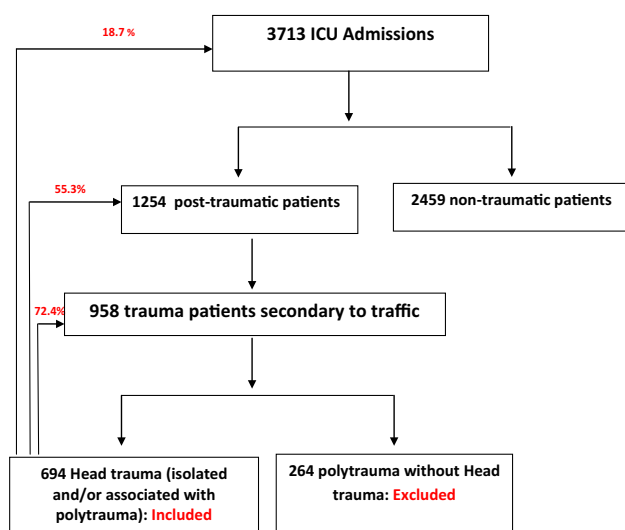 18.7 %
3713 ICU Admissions
55.3%
1254 post-traumatic patients
2459 non-traumatic patients
72.4%
958 trauma patients secondary to traffic
694 Head trauma (isolated
and/or associated with
polytrauma): Included
264 polytrauma without Head
trauma: Excluded